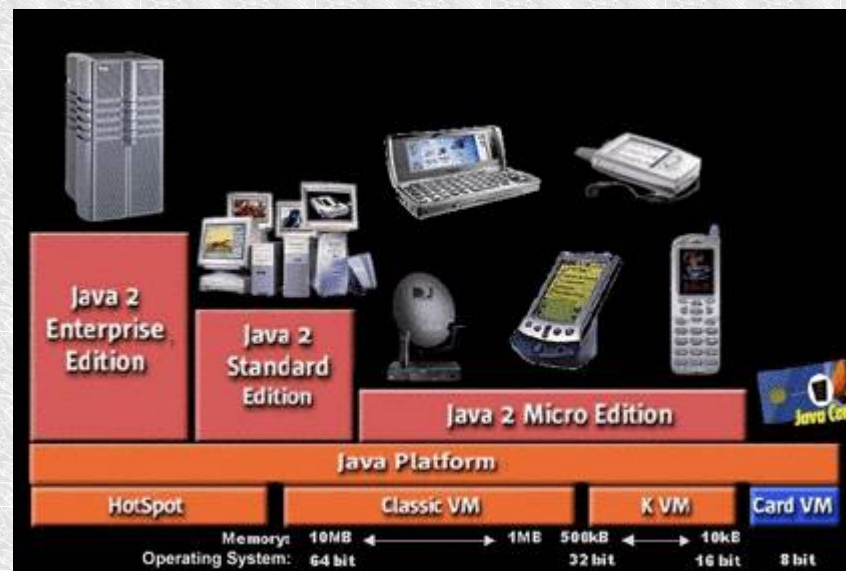 Java 2
Enterprise
Edition
Java 2
Standard
Edition
Java 2 Micro Edition
Java
Java Platform
HotSpot
Classic VM
K VM
Card VM
Memory: 10MB 1MB 500kB 10kB
Operating System: 64 bit 32 bit 16 bit 8 bit